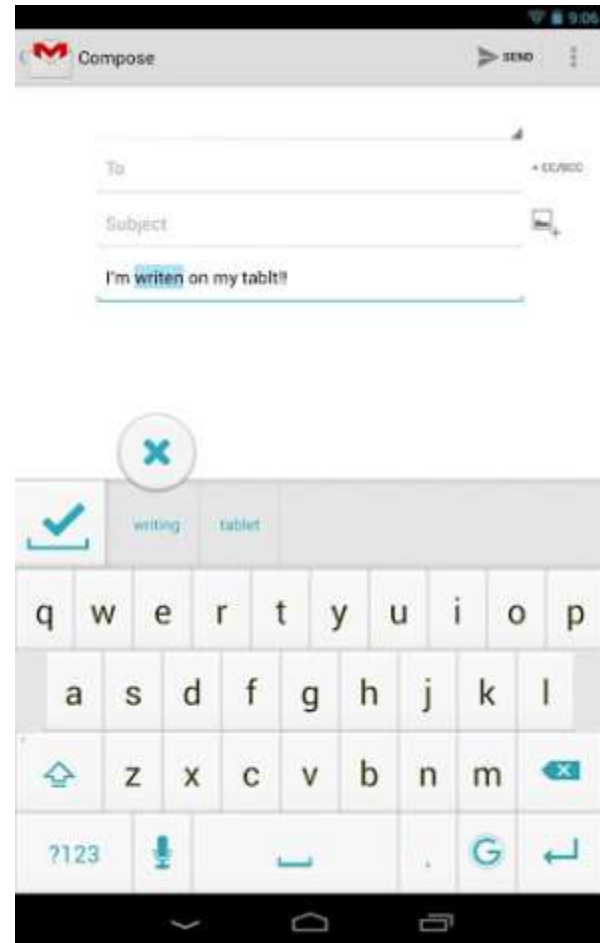 9:06
Compose
SEND
To
+ CC/BCC
Subject
I'm writen on my tablt!!
writing tablet
q w e r t y u i o p
a s d f g h j k l
z x c v b n m
?123 . G